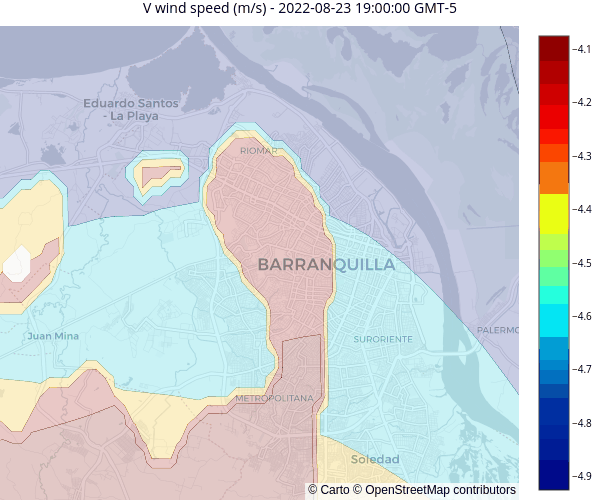 V wind speed (m/s) - 2022-08-23 19:00:00 GMT-5
Eduardo Santos
- La Playa
RIOMAR
BARRANQUILLA
Juan Mina
SURORIENTE
PALERMO
METROPOLITANA
Soledad
© Carto © OpenStreetMap contributors
−4.1
−4.2
−4.3
−4.4
−4.5
−4.6
−4.7
−4.8
−4.9